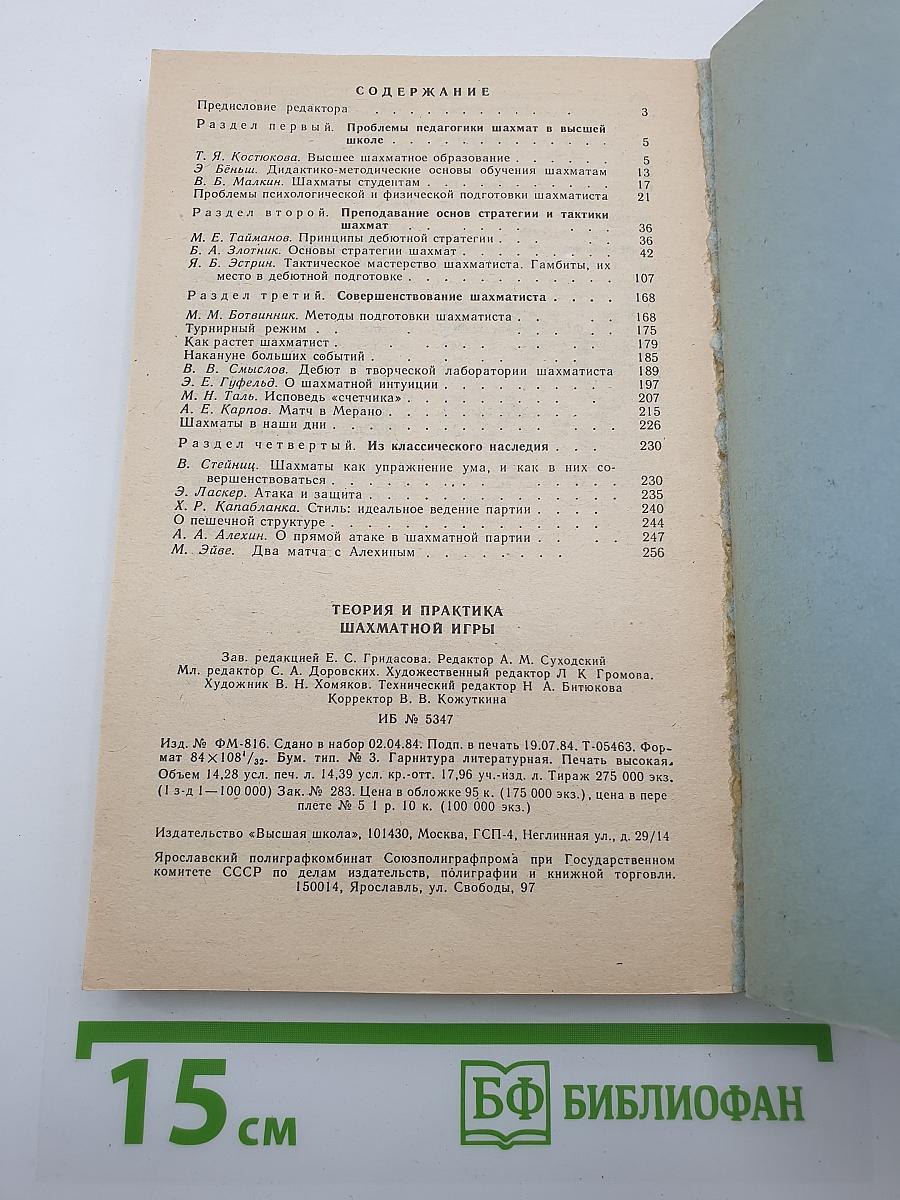 СОДЕРЖАНИЕ
Предисловие редактора . . . . . . . . . . . 3
Раздел первый. Проблемы педагогики шахмат в высшей
школе . . . . . . . . . . . . . 5
Т. Я. Костюкова. Высшее шахматное образование . . . . . . 5
Э Бёньш. Дидактико-методические основы обучения шахматам 13
В. Б. Малкин. Шахматы студентам . . . . . . . . . . . 17
Проблемы психологической и физической подготовки шахматиста 21
Раздел второй. Преподавание основ стратегии и тактики
шахмат . . . . . . . . . 36
М. Е. Тайманов. Принципы дебютной стратегии . . . . . 36
Б. А. Злотник. Основы стратегии шахмат . . . . . . . . . 42
Я. Б. Эстрин. Тактическое мастерство шахматиста. Гамбиты, их
место в дебютной подготовке . . . . . . . . . . . . 107
Раздел третий. Совершенствование шахматиста . . . . 168
М. М. Ботвинник. Методы подготовки шахматиста . . . . 168
Турнирный режим . . . . . . . . . 175
Как растет шахматист . . . . . . . . . . . . . . . . 179
Накануне больших событий . . . . . . . . . . . . . . 185
В. В. Смыслов. Дебют в творческой лаборатории шахматиста 189
Э. Е. Гуфельд. О шахматной интуиции . . . . . . . . . . 197
М. Н. Таль. Исповедь «счетчика» . . . . . . . . . . . 207
А. Е. Карпов. Матч в Мерано . . . . . . . . . . . . . 215
Шахматы в наши дни . . . . . . . . . . . . . . . 226
Раздел четвертый. Из классического наследия . . . 230
В. Стейниц. Шахматы как упражнение ума, и как в них со-
вершенствоваться . . . . . . . . . . . . . . . . . 230
Э. Ласкер. Атака и защита . . . . . . . . . . . . . . 235
Х. Р. Капабланка. Стиль: идеальное ведение партии . . . . 240
О пешечной структуре . . . . . . . . . . . . . . . . 244
А. А. Алехин. О прямой атаке в шахматной партии . . . . 247
М. Эйве. Два матча с Алехиным . . . . . . . . 256
ТЕОРИЯ И ПРАКТИКА
ШАХМАТНОЙ ИГРЫ
Зав. редакцией Е. С. Гридасова. Редактор А. М. Суходский
Мл. редактор С. А. Доровских. Художественный редактор Л К Громова.
Художник В. Н. Хомяков. Технический редактор Н А. Битюкова
Корректор В. В. Кожуткина
ИБ № 5347
Изд. № ФМ-816. Сдано в набор 02.04.84. Подп. в печать 19.07.84. Т-05463. Фор-
мат 84×108¹/₃₂. Бум. тип. № 3. Гарнитура литературная. Печать высокая.
Объем 14,28 усл. печ. л. 14,39 усл. кр.-отт. 17,96 уч.-изд. л. Тираж 275 000 экз.
(1 з-д 1—100 000) Зак. № 283. Цена в обложке 95 к. (175 000 экз.), цена в пере
плете № 5 1 р. 10 к. (100 000 экз.)
Издательство «Высшая школа», 101430, Москва, ГСП-4, Неглинная ул., д. 29/14
Ярославский полиграфкомбинат Союзполиграфпрома при Государственном
комитете СССР по делам издательств, полиграфии и книжной торговли.
150014, Ярославль, ул. Свободы, 97
15 см
БФ БИБЛИОФАН